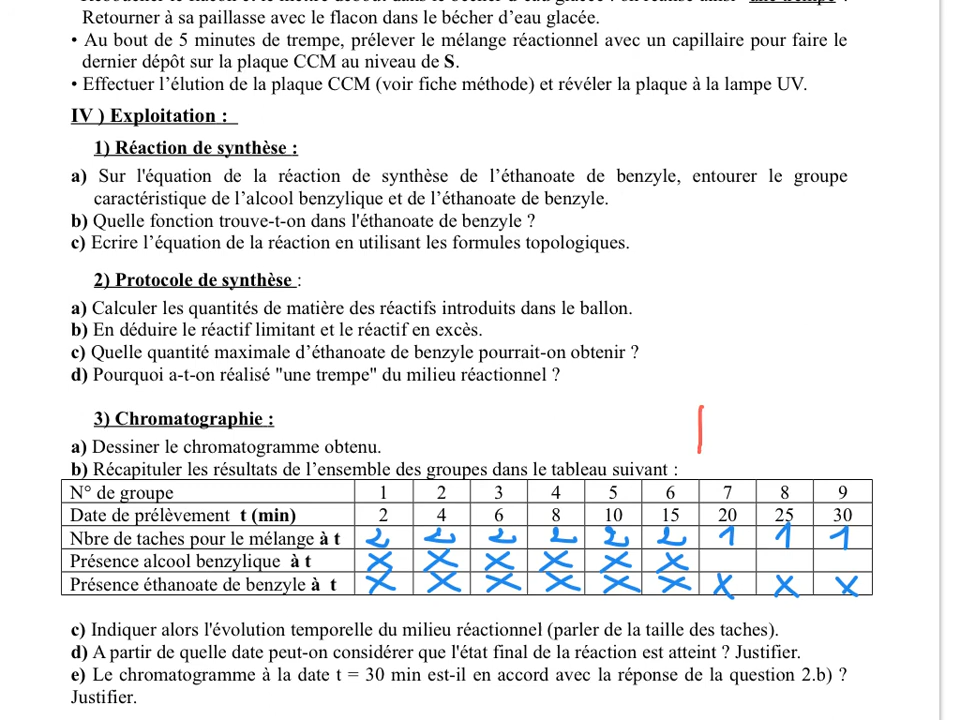 Retourner à sa paillasse avec le flacon dans le bécher d'eau glacée.
• Au bout de 5 minutes de trempe, prélever le mélange réactionnel avec un capillaire pour faire le
dernier dépôt sur la plaque CCM au niveau de S.
• Effectuer l'élution de la plaque CCM (voir fiche méthode) et révéler la plaque à la lampe UV.
IV ) Exploitation :
1) Réaction de synthèse :
a) Sur l'équation de la réaction de synthèse de l'éthanoate de benzyle, entourer le groupe
caractéristique de l'alcool benzylique et de l'éthanoate de benzyle.
b) Quelle fonction trouve-t-on dans l'éthanoate de benzyle ?
c) Ecrire l'équation de la réaction en utilisant les formules topologiques.
2) Protocole de synthèse :
a) Calculer les quantités de matière des réactifs introduits dans le ballon.
b) En déduire le réactif limitant et le réactif en excès.
c) Quelle quantité maximale d'éthanoate de benzyle pourrait-on obtenir ?
d) Pourquoi a-t-on réalisé "une trempe" du milieu réactionnel ?
3) Chromatographie :
a) Dessiner le chromatogramme obtenu.
b) Récapituler les résultats de l'ensemble des groupes dans le tableau suivant :
N° de groupe 1 2 3 4 5 6 7 8 9
Date de prélèvement t (min) 2 4 6 8 10 15 20 25 30
Nbre de taches pour le mélange à t 2 2 2 2 2 2 1 1 1
Présence alcool benzylique à t X X X X X X
Présence éthanoate de benzyle à t X X X X X X X X X
c) Indiquer alors l'évolution temporelle du milieu réactionnel (parler de la taille des taches).
d) A partir de quelle date peut-on considérer que l'état final de la réaction est atteint ? Justifier.
e) Le chromatogramme à la date t = 30 min est-il en accord avec la réponse de la question 2.b) ?
Justifier.